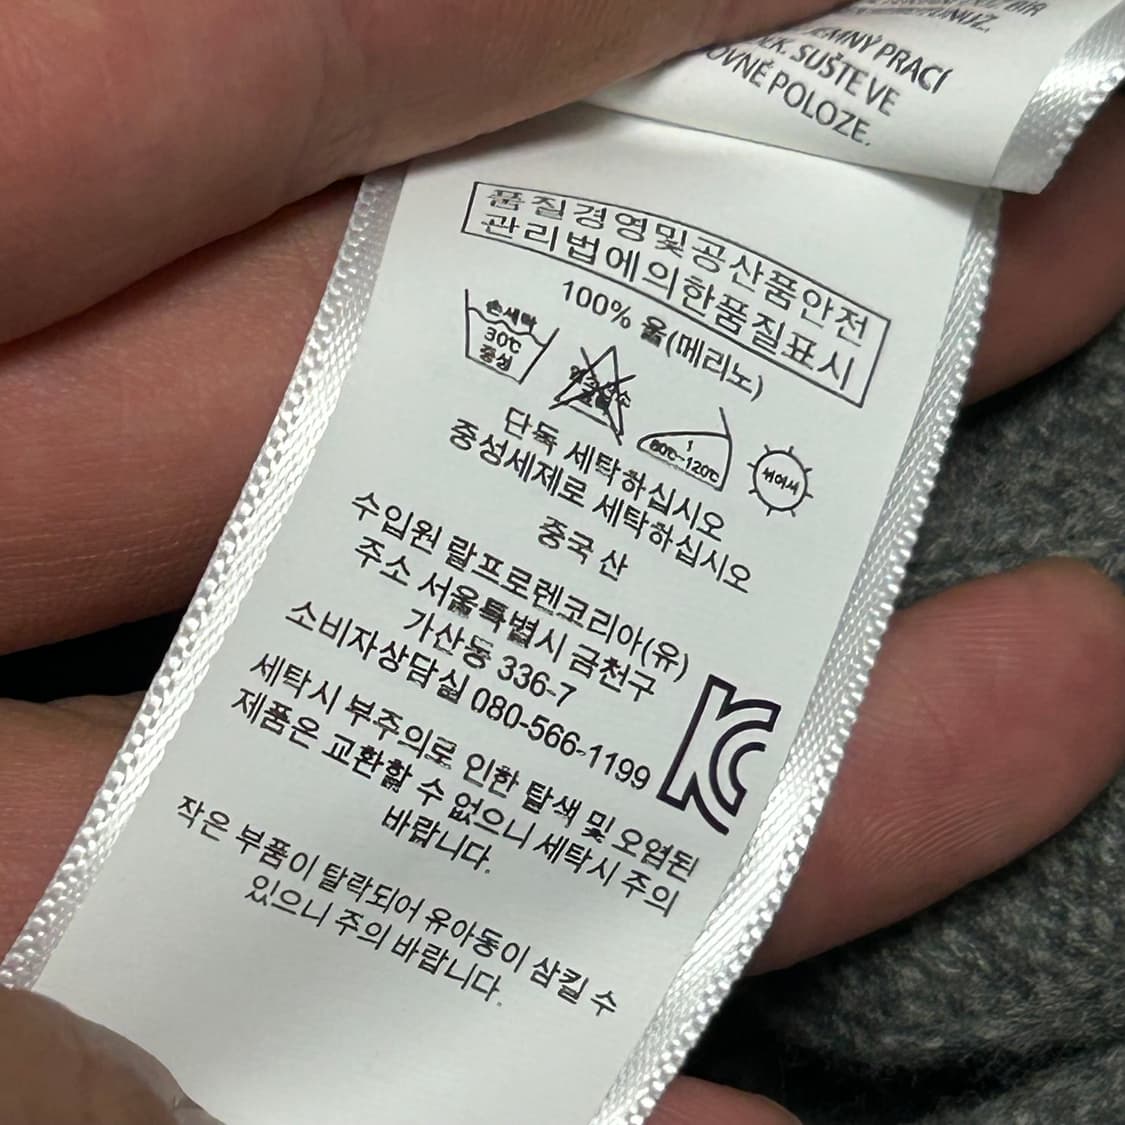 PRACÍ
SUŠTE VE
POLOZE.
품질경영및공산품안전
관리법에의한품질표시
100% 울(메리노)
손세탁
30℃
중성
80℃~120℃
뉘어서
단독 세탁하십시오
중성세제로 세탁하십시오
중국 산
수입원 랄프로렌코리아(유)
주소 서울특별시 금천구
가산동 336-7
소비자상담실 080-566-1199
세탁시 부주의로 인한 탈색 및 오염된
제품은 교환할 수 없으니 세탁시 주의
바랍니다.
작은 부품이 탈락되어 유아동이 삼킬 수
있으니 주의 바랍니다.